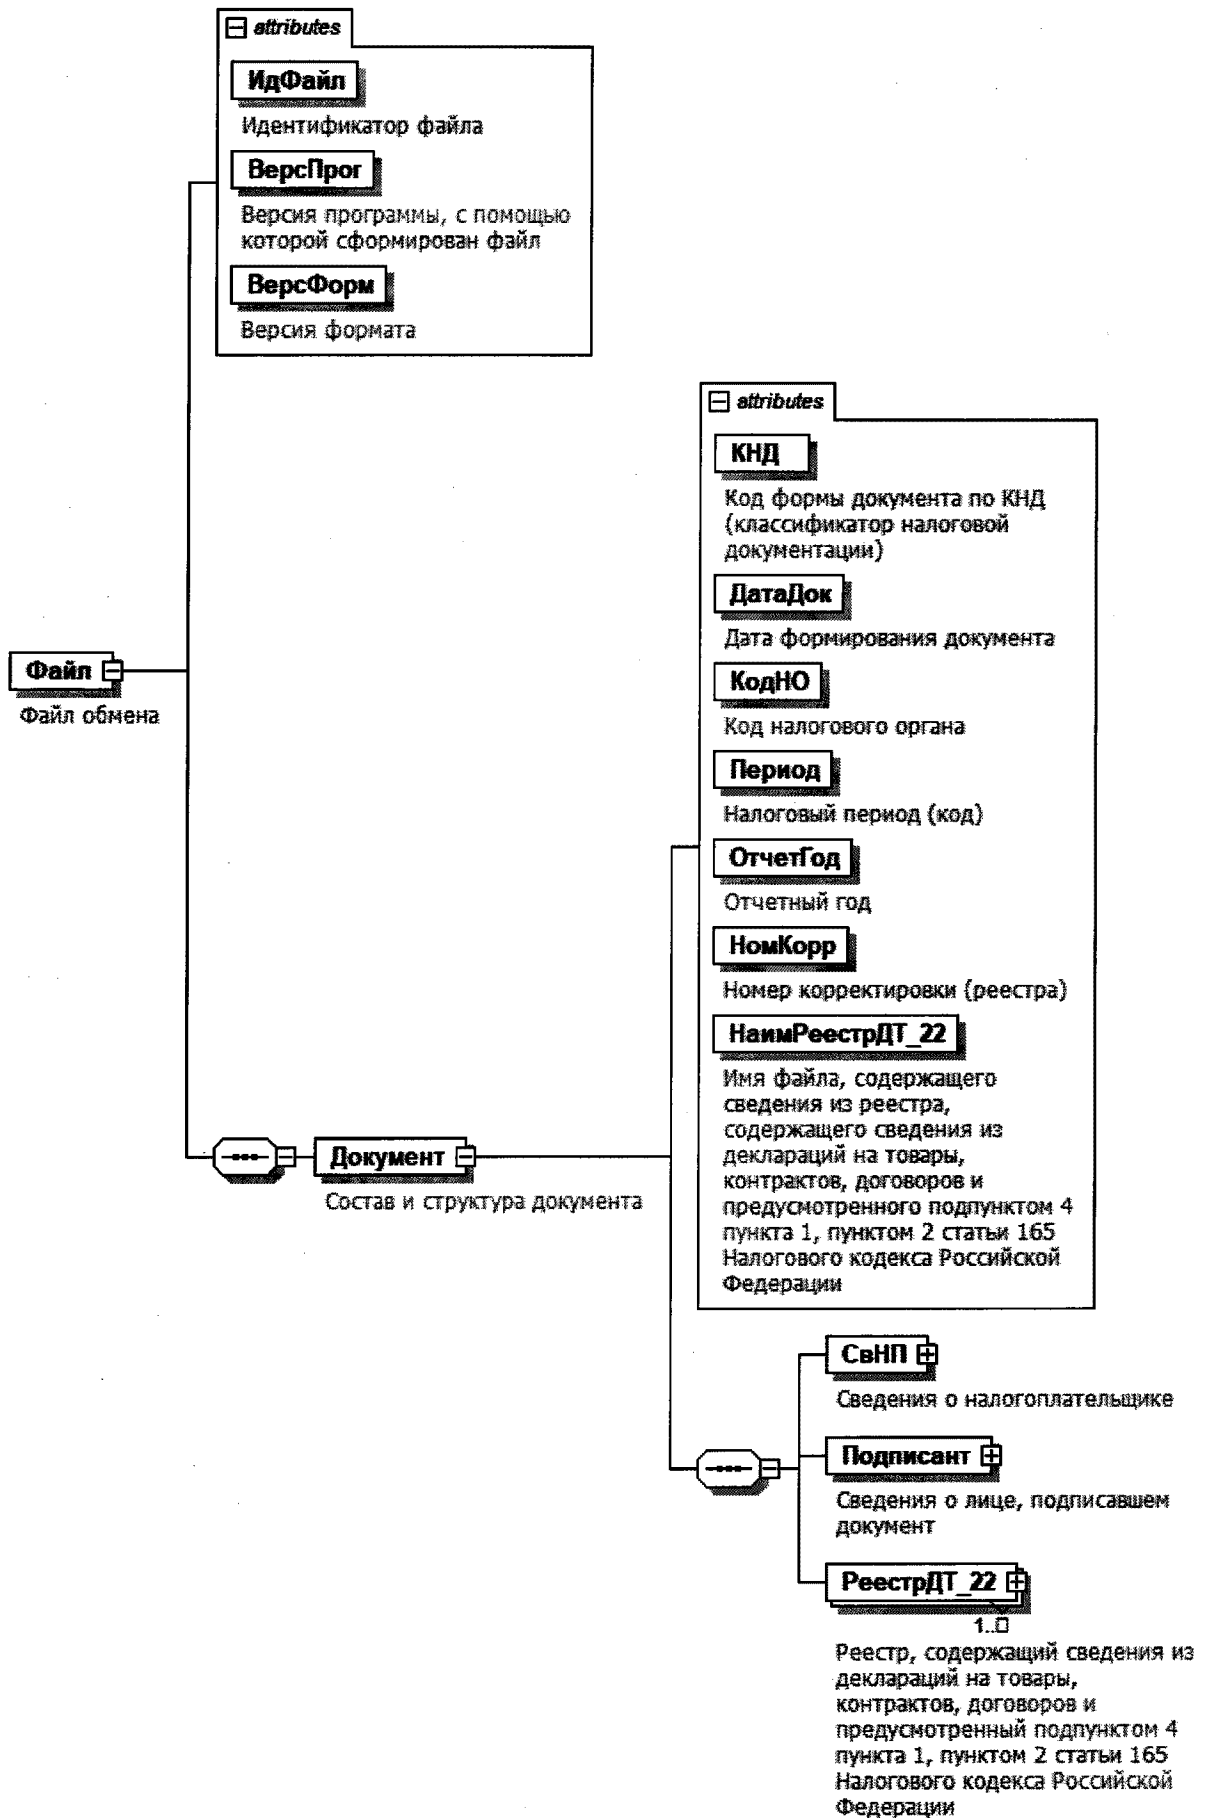 attributes
ИдФайл
Идентификатор файла
ВерсПрог
Версия программы, с помощью
которой сформирован файл
ВерсФорм
Версия формата
attributes
КНД
Код формы документа по КНД
(классификатор налоговой
документации)
ДатаДок
Дата формирования документа
КодНО
Код налогового органа
Период
Налоговый период (код)
ОтчетГод
Отчетный год
НомКорр
Номер корректировки (реестра)
НаимРеестрДТ_22
Имя файла, содержащего
сведения из реестра,
содержащего сведения из
деклараций на товары,
контрактов, договоров и
предусмотренного подпунктом 4
пункта 1, пунктом 2 статьи 165
Налогового кодекса Российской
Федерации
Файл
Файл обмена
Документ
Состав и структура документа
СвНП
Сведения о налогоплательщике
Подписант
Сведения о лице, подписавшем
документ
РеестрДТ_22
1..□
Реестр, содержащий сведения из
деклараций на товары,
контрактов, договоров и
предусмотренный подпунктом 4
пункта 1, пунктом 2 статьи 165
Налогового кодекса Российской
Федерации